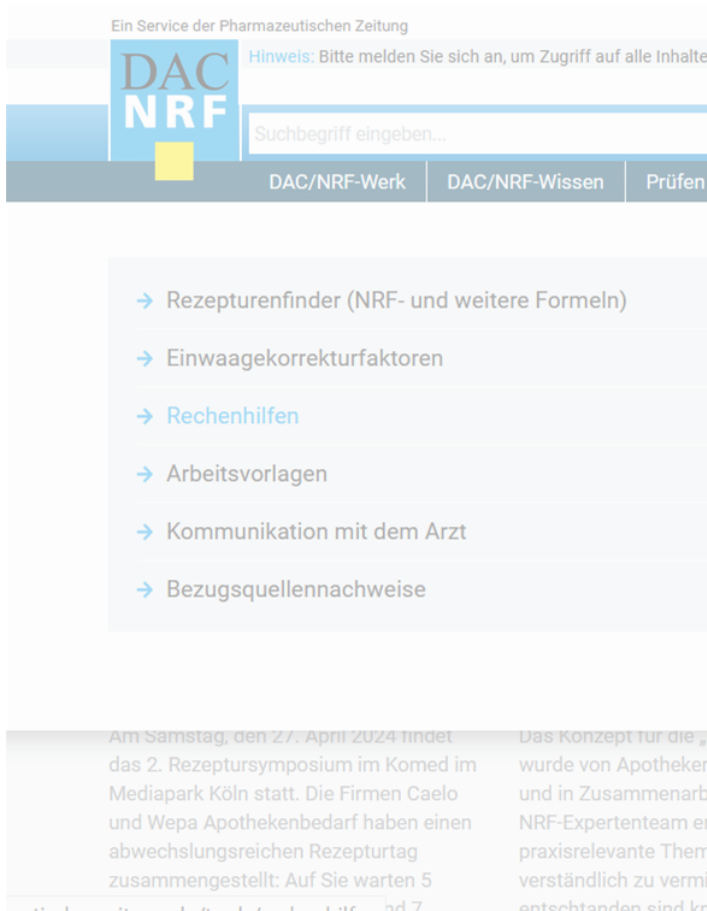 Ein Service der Pharmazeutischen Zeitung
Hinweis: Bitte melden Sie sich an, um Zugriff auf alle Inhalte
DAC
NRF
Suchbegriff eingeben...
DAC/NRF-Werk DAC/NRF-Wissen Prüfen
Rezepturenfinder (NRF- und weitere Formeln)
Einwaagekorrekturfaktoren
Rechenhilfen
Arbeitsvorlagen
Kommunikation mit dem Arzt
Bezugsquellennachweise
Am Samstag, den 27. April 2024 findet
das 2. Rezeptursymposium im Komed im
Mediapark Köln statt. Die Firmen Caelo
und Wepa Apothekenbedarf haben einen
abwechslungsreichen Rezepturtag
zusammengestellt: Auf Sie warten 5
Das Konzept für die „
wurde von Apotheker
und in Zusammenarb
NRF-Expertenteam er
praxisrelevante Them
verständlich zu vermi